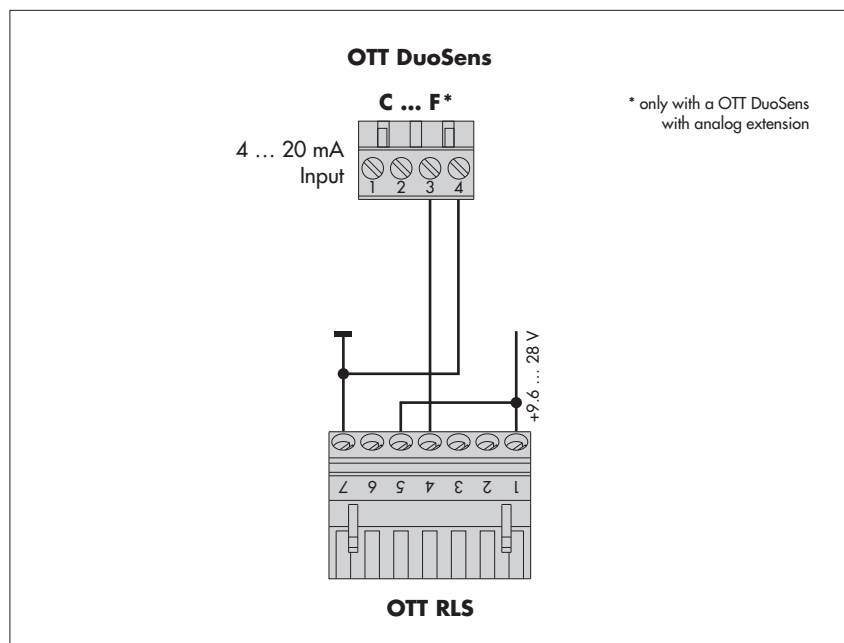 OTT DuoSens
C ... F*
* only with a OTT DuoSens
with analog extension
4 ... 20 mA
Input
1 2 3 4
+9.6 ... 28 V
7 6 5 4 3 2 1
OTT RLS